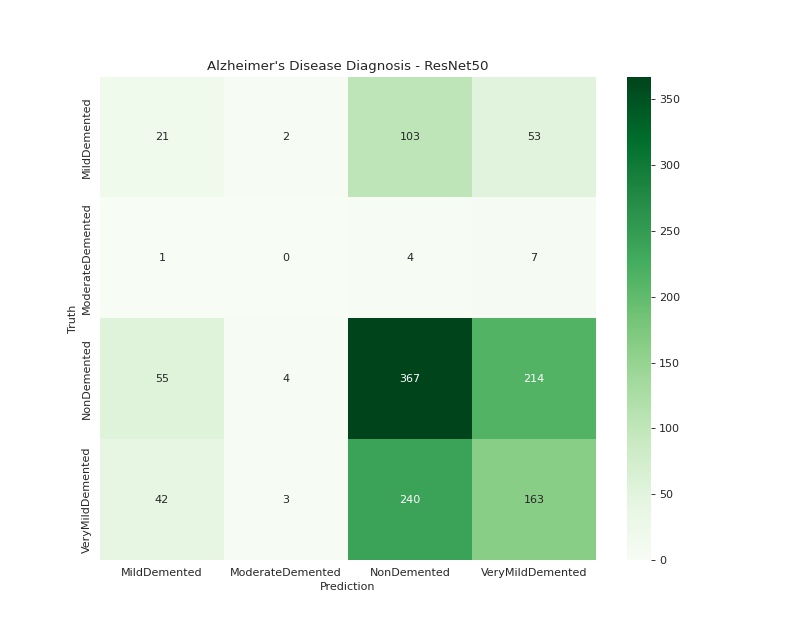 Alzheimer's Disease Diagnosis - ResNet50
MildDemented
21 2 103 53
ModerateDemented
1 0 4 7
Truth
NonDemented
55 4 367 214
VeryMildDemented
42 3 240 163
MildDemented ModerateDemented NonDemented VeryMildDemented
Prediction
350
300
250
200
150
100
50
0